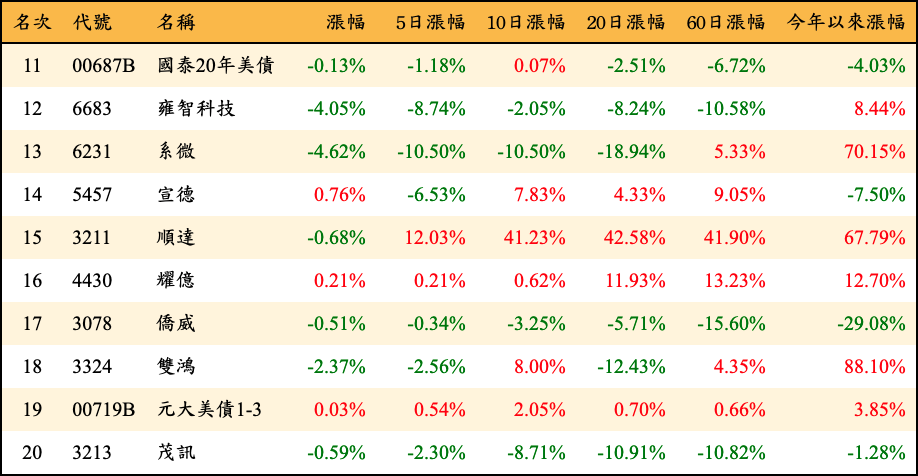 名次 代號 名稱 漲幅 5日漲幅 10日漲幅 20日漲幅 60日漲幅 今年以來漲幅
11 00687B 國泰20年美債 -0.13% -1.18% 0.07% -2.51% -6.72% -4.03%
12 6683 雍智科技 -4.05% -8.74% -2.05% -8.24% -10.58% 8.44%
13 6231 系微 -4.62% -10.50% -10.50% -18.94% 5.33% 70.15%
14 5457 宣德 0.76% -6.53% 7.83% 4.33% 9.05% -7.50%
15 3211 順達 -0.68% 12.03% 41.23% 42.58% 41.90% 67.79%
16 4430 耀億 0.21% 0.21% 0.62% 11.93% 13.23% 12.70%
17 3078 僑威 -0.51% -0.34% -3.25% -5.71% -15.60% -29.08%
18 3324 雙鴻 -2.37% -2.56% 8.00% -12.43% 4.35% 88.10%
19 00719B 元大美債1-3 0.03% 0.54% 2.05% 0.70% 0.66% 3.85%
20 3213 茂訊 -0.59% -2.30% -8.71% -10.91% -10.82% -1.28%